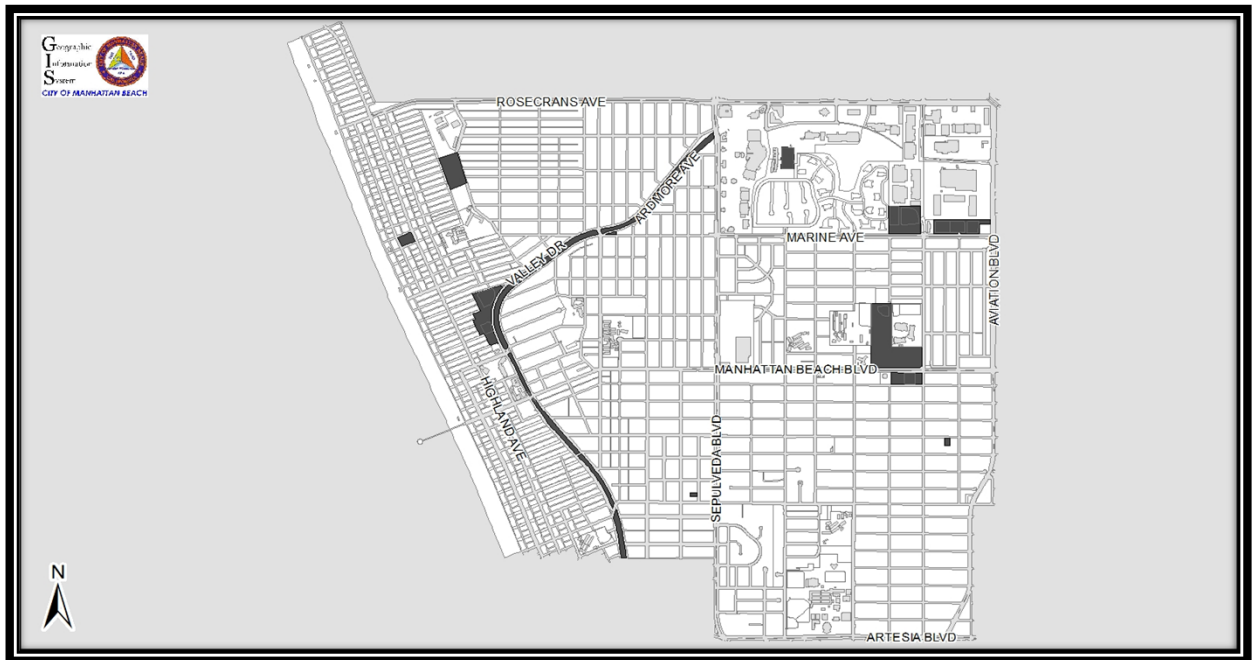 Geographic
Information
System
CITY OF MANHATTAN BEACH
ROSECRANS AVE
ARDMORE AVE
VALLEY DR
MARINE AVE
AVIATION BLVD
MANHATTAN BEACH BLVD
HIGHLAND AVE
SEPULVEDA BLVD
ARTESIA BLVD
N